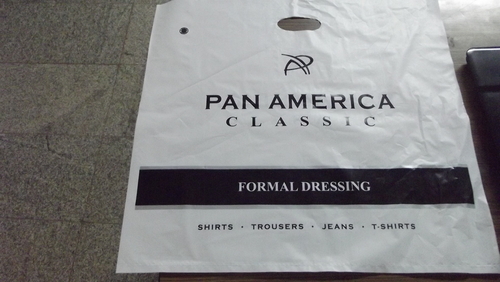 PAN AMERICA
CLASSIC
FORMAL DRESSING
SHIRTS · TROUSERS · JEANS · T-SHIRTS